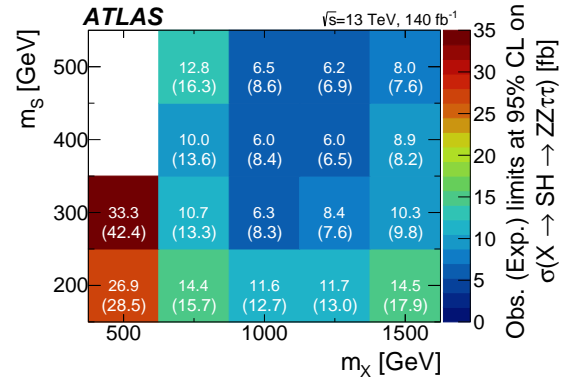 ATLAS
√s=13 TeV, 140 fb⁻¹
m_S [GeV]
550
12.8 6.5 6.2 8.0
(16.3) (8.6) (6.9) (7.6)
400
10.0 6.0 6.0 8.9
(13.6) (8.4) (6.5) (8.2)
300
33.3 10.7 6.3 8.4 10.3
(42.4) (13.3) (8.3) (7.6) (9.8)
200
26.9 14.4 11.6 11.7 14.5
(28.5) (15.7) (12.7) (13.0) (17.9)
500 750 1000 1250 1500
m_X [GeV]
35
30
25
20
15
10
5
0
Obs. (Exp.) limits at 95% CL on
σ(X → SH → ZZττ) [fb]